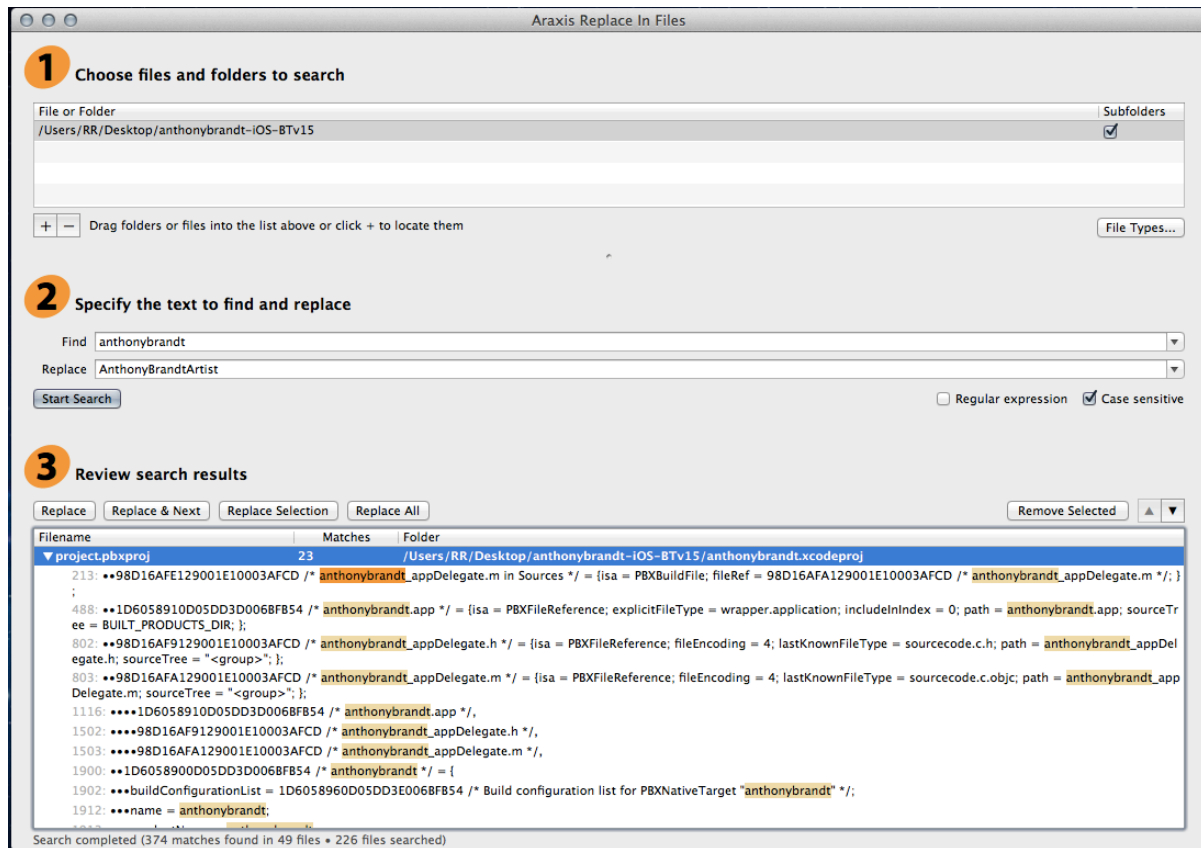 Araxis Replace In Files
1 Choose files and folders to search
File or Folder Subfolders
/Users/RR/Desktop/anthonybrandt-iOS-BTv15
+ − Drag folders or files into the list above or click + to locate them File Types...
2 Specify the text to find and replace
Find anthonybrandt
Replace AnthonyBrandtArtist
Start Search Regular expression Case sensitive
3 Review search results
Replace Replace & Next Replace Selection Replace All Remove Selected
Filename Matches Folder
project.pbxproj 23 /Users/RR/Desktop/anthonybrandt-iOS-BTv15/anthonybrandt.xcodeproj
213: ••98D16AFE129001E10003AFCD /* anthonybrandt_appDelegate.m in Sources */ = {isa = PBXBuildFile; fileRef = 98D16AFA129001E10003AFCD /* anthonybrandt_appDelegate.m */; }
;
488: ••1D6058910D05DD3D006BFB54 /* anthonybrandt.app */ = {isa = PBXFileReference; explicitFileType = wrapper.application; includeInIndex = 0; path = anthonybrandt.app; sourceTr
ee = BUILT_PRODUCTS_DIR; };
802: ••98D16AF9129001E10003AFCD /* anthonybrandt_appDelegate.h */ = {isa = PBXFileReference; fileEncoding = 4; lastKnownFileType = sourcecode.c.h; path = anthonybrandt_appDel
egate.h; sourceTree = "<group>"; };
803: ••98D16AFA129001E10003AFCD /* anthonybrandt_appDelegate.m */ = {isa = PBXFileReference; fileEncoding = 4; lastKnownFileType = sourcecode.c.objc; path = anthonybrandt_app
Delegate.m; sourceTree = "<group>"; };
1116: ••••1D6058910D05DD3D006BFB54 /* anthonybrandt.app */,
1502: ••••98D16AF9129001E10003AFCD /* anthonybrandt_appDelegate.h */,
1503: ••••98D16AFA129001E10003AFCD /* anthonybrandt_appDelegate.m */,
1900: ••1D6058900D05DD3D006BFB54 /* anthonybrandt */ = {
1902: •••buildConfigurationList = 1D6058960D05DD3E006BFB54 /* Build configuration list for PBXNativeTarget "anthonybrandt" */;
1912: •••name = anthonybrandt;
Search completed (374 matches found in 49 files • 226 files searched)